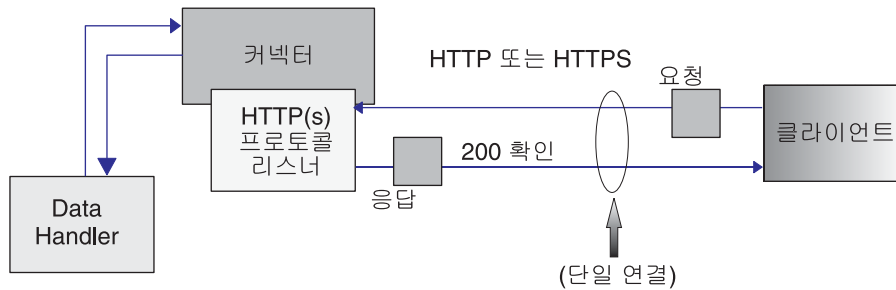 커넥터
HTTP 또는 HTTPS
요청
HTTP(s)
프로토콜
리스너
클라이언트
200 확인
응답
Data
Handler
(단일 연결)